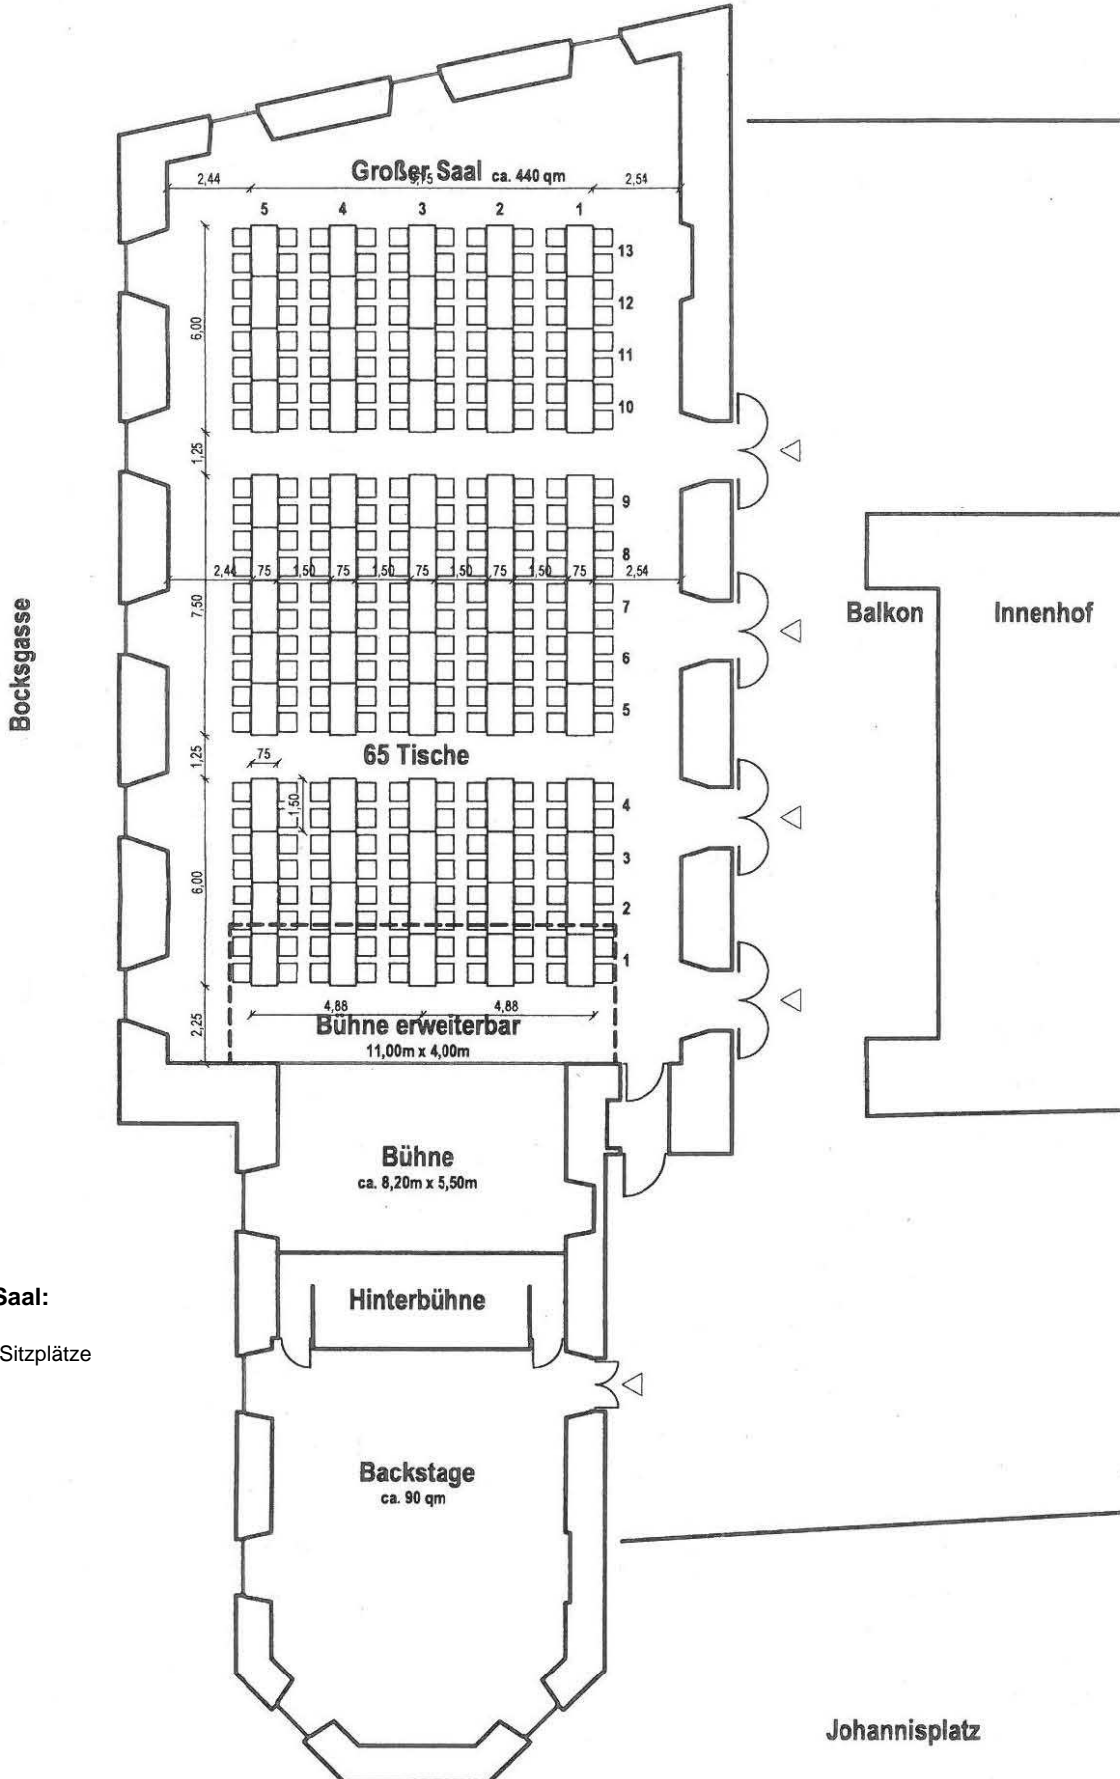 Großer Saal ca. 440 qm
2,44 9,75 2,54
5 4 3 2 1
13
12
6,00
11
10
1,25
9
8
2,44 75 1,50 75 1,50 75 1,50 75 1,50 75 2,54
7,50
7
Balkon Innenhof
6
Bocksgasse
5
1,25
75
65 Tische
1,50
4
3
6,00
2
1
4,88 4,88
2,25
Bühne erweiterbar
11,00m x 4,00m
Bühne
ca. 8,20m x 5,50m
Saal:
Hinterbühne
Sitzplätze
Backstage
ca. 90 qm
Johannisplatz